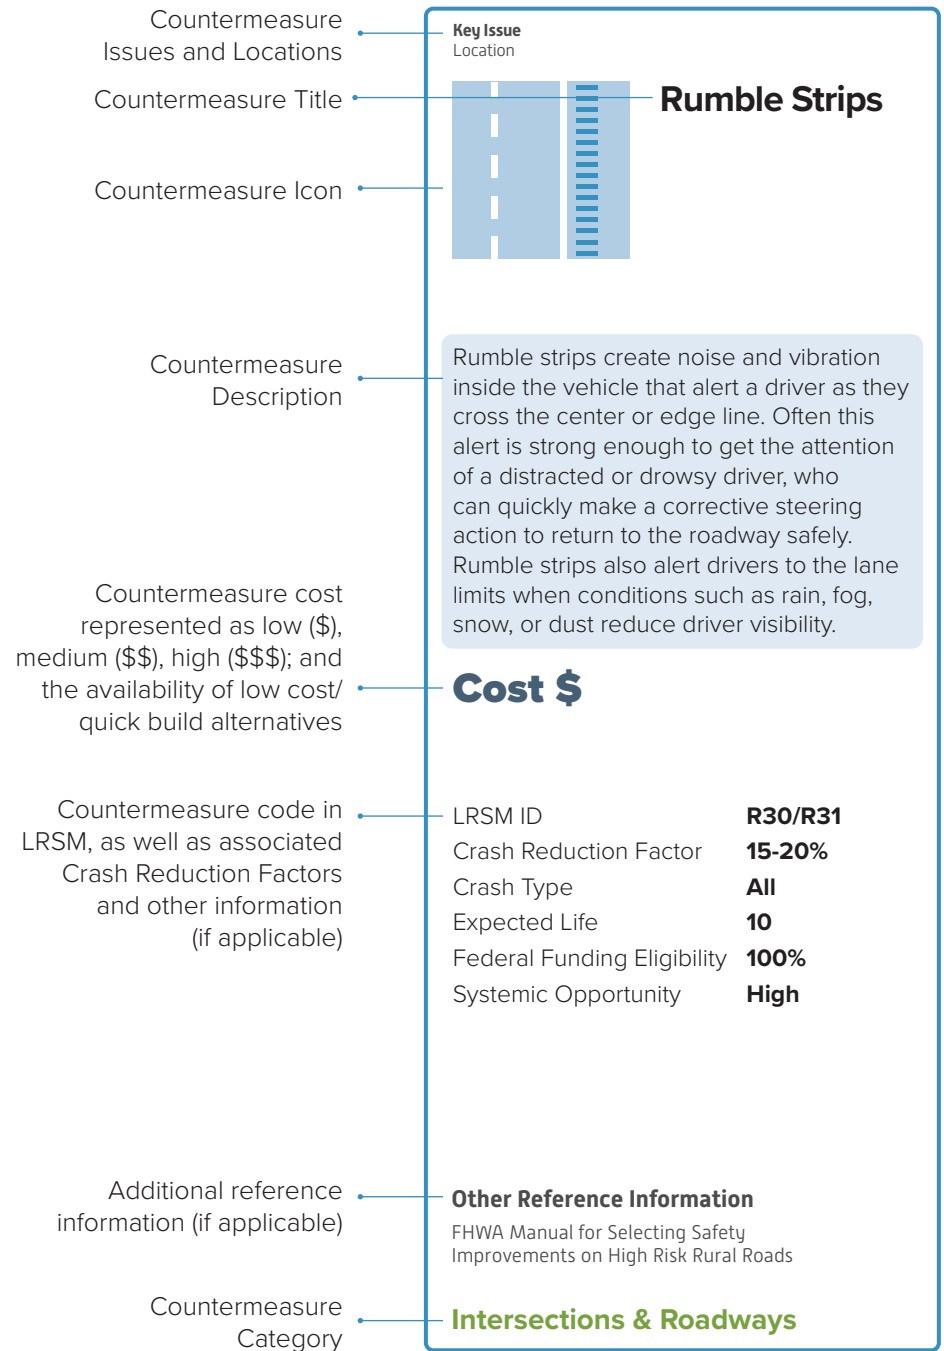 Countermeasure
Issues and Locations
Key Issue
Location
Countermeasure Title
Rumble Strips
Countermeasure Icon
Countermeasure
Description
Rumble strips create noise and vibration
inside the vehicle that alert a driver as they
cross the center or edge line. Often this
alert is strong enough to get the attention
of a distracted or drowsy driver, who
can quickly make a corrective steering
action to return to the roadway safely.
Rumble strips also alert drivers to the lane
limits when conditions such as rain, fog,
snow, or dust reduce driver visibility.
Countermeasure cost
represented as low ($),
medium ($$), high ($$$); and
the availability of low cost/
quick build alternatives
Cost $
Countermeasure code in
LRSM, as well as associated
Crash Reduction Factors
and other information
(if applicable)
LRSM ID R30/R31
Crash Reduction Factor 15-20%
Crash Type All
Expected Life 10
Federal Funding Eligibility 100%
Systemic Opportunity High
Additional reference
information (if applicable)
Other Reference Information
FHWA Manual for Selecting Safety
Improvements on High Risk Rural Roads
Countermeasure
Category
Intersections & Roadways